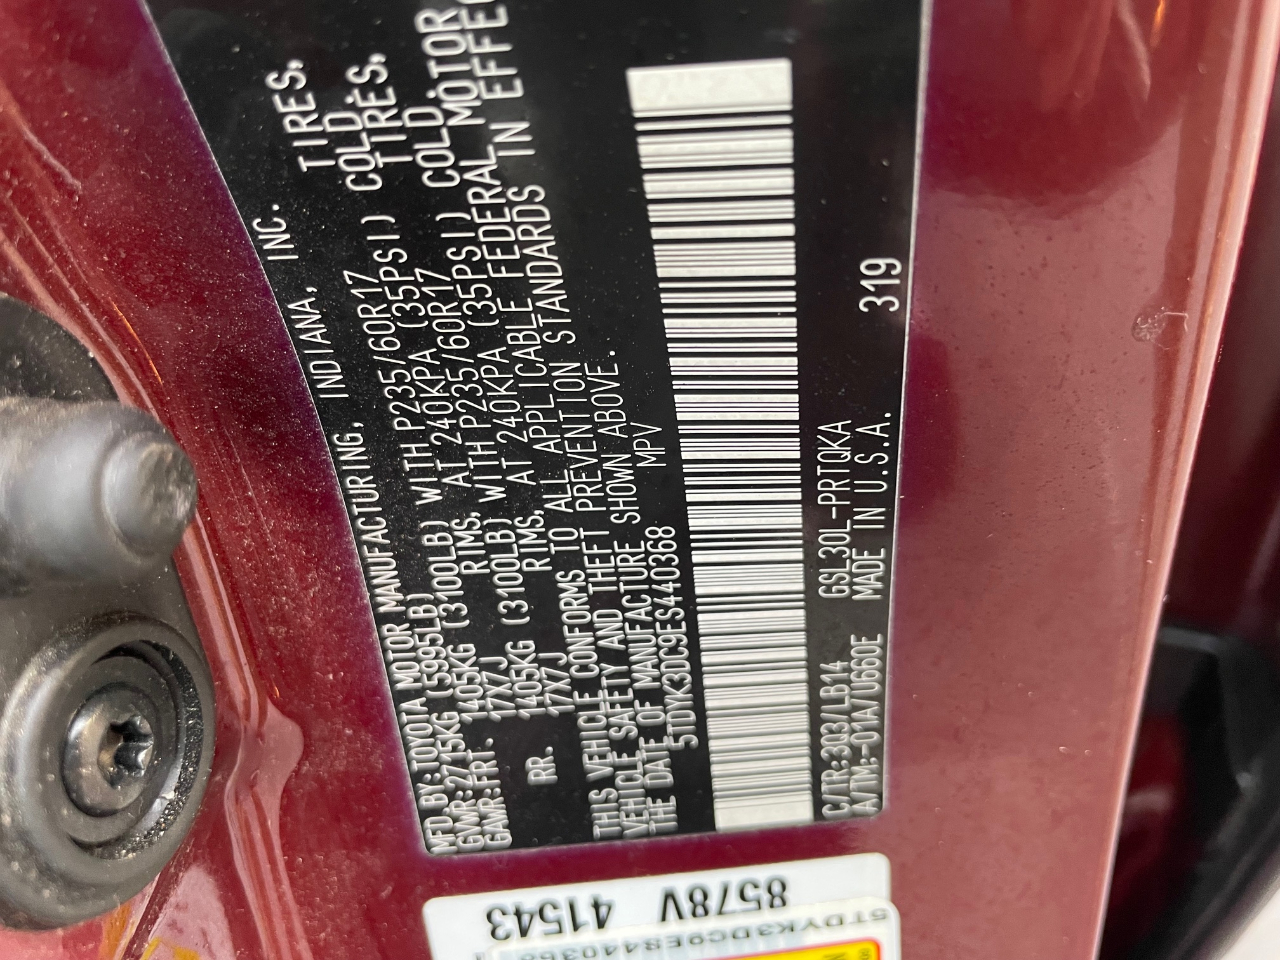 MFD.BY:TOYOTA MOTOR MANUFACTURING, INDIANA, INC.
GVWR:2715KG (5995LB)
GAWR:FRT. 1405KG (3100LB) WITH P235/60R17 TIRES,
17X7J RIMS, AT 240KPA (35PSI) COLD.
RR. 1405KG (3100LB) WITH P235/60R17 TIRES,
17X7J RIMS, AT 240KPA (35PSI) COLD.
THIS VEHICLE CONFORMS TO ALL APPLICABLE FEDERAL MOTOR
VEHICLE SAFETY AND THEFT PREVENTION STANDARDS IN
THE DATE OF MANUFACTURE SHOWN ABOVE.
5TDYK3DC9ES440368 MPV
C/TR:3Q3/LB14 GSL30L-PRTQKA 319
A/TM:-01A/U660E MADE IN U.S.A.
8578V 41543
5TDYK3DC9ES440368